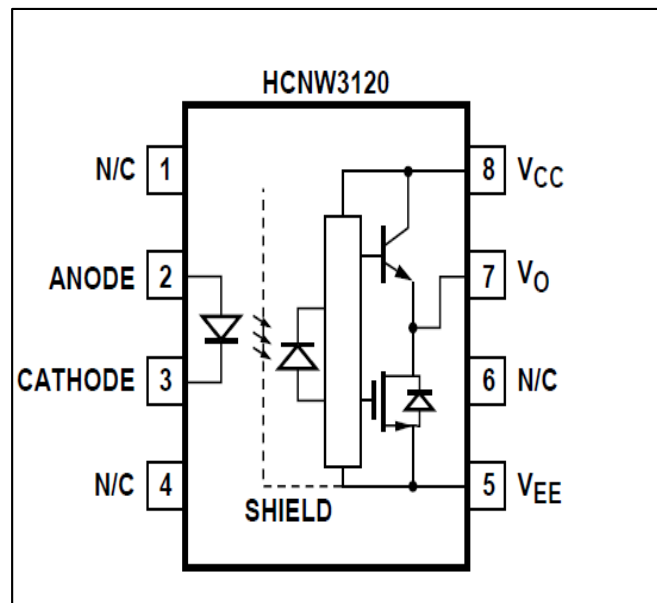 HCNW3120
N/C 1
8 VCC
ANODE 2
7 VO
CATHODE 3
6 N/C
N/C 4
5 VEE
SHIELD